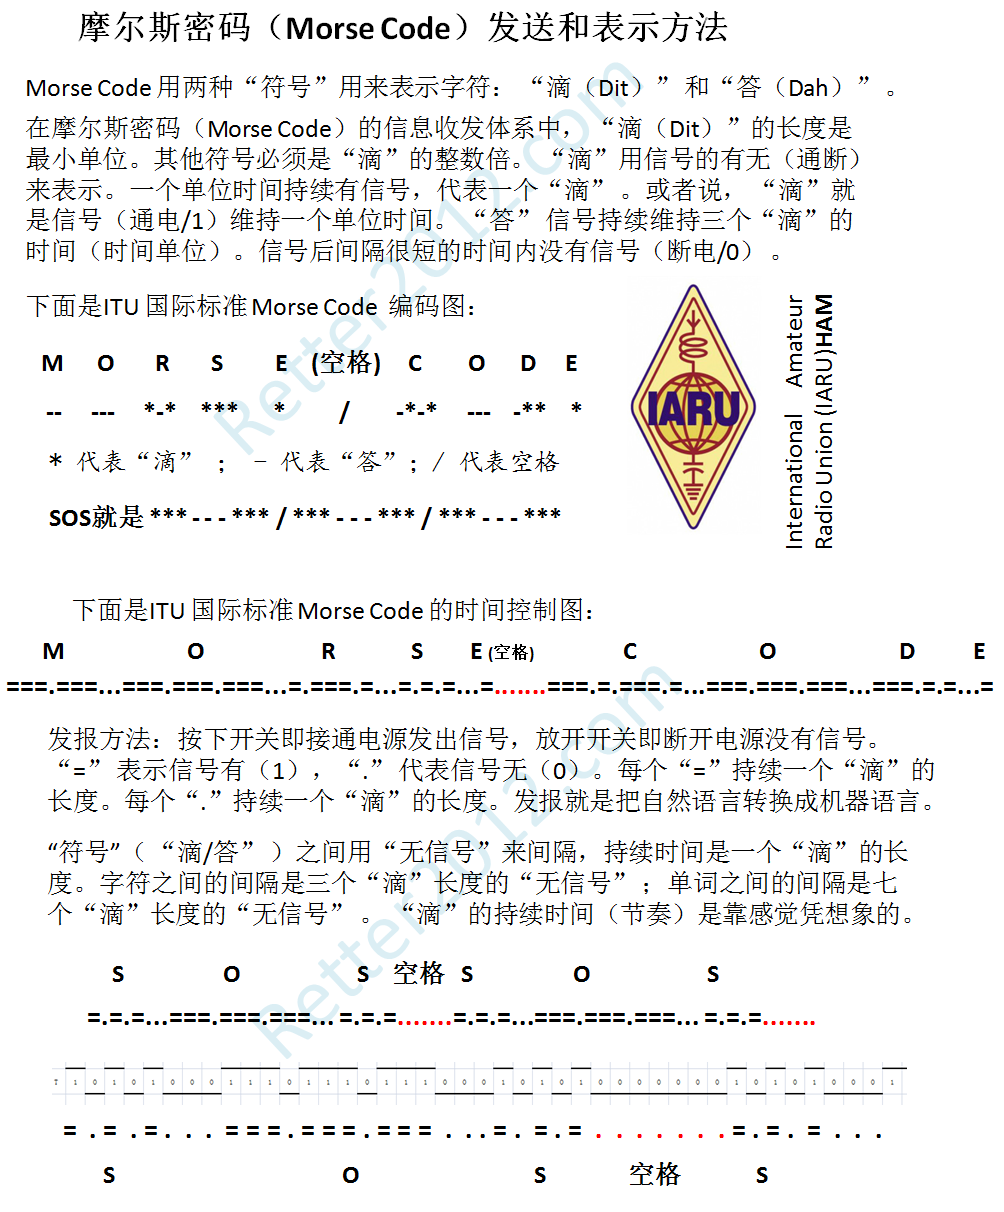 摩尔斯密码（Morse Code）发送和表示方法
Morse Code 用两种“符号”用来表示字符： “滴（Dit）” 和“答（Dah）”。
在摩尔斯密码（Morse Code）的信息收发体系中， “滴（Dit）”的长度是
最小单位。其他符号必须是“滴”的整数倍。 “滴”用信号的有无（通断）
来表示。一个单位时间持续有信号，代表一个“滴” 。或者说， “滴”就
是信号（通电/1）维持一个单位时间。 “答” 信号持续维持三个“滴”的
时间（时间单位）。信号后间隔很短的时间内没有信号（断电/0） 。
下面是ITU 国际标准 Morse Code 编码图：
M O R S E (空格) C O D E
-- --- *-* *** * / -*-* --- -** *
* 代表“滴” ； - 代表“答”；/ 代表空格
SOS就是 *** - - - *** / *** - - - *** / *** - - - ***
IARU
International Amateur
Radio Union (IARU)HAM
下面是ITU 国际标准 Morse Code 的时间控制图：
M O R S E (空格) C O D E
===.===...===.===.===...=.===.=...=.=.=...=.......===.=.===.=...===.===.===...===.=.=...=
发报方法：按下开关即接通电源发出信号，放开开关即断开电源没有信号。
“=” 表示信号有（1），“.” 代表信号无（0）。每个“=”持续一个“滴”的
长度。每个“.”持续一个“滴”的长度。发报就是把自然语言转换成机器语言。
“符号”（ “滴/答” ）之间用“无信号”来间隔，持续时间是一个“滴”的长
度。字符之间的间隔是三个“滴”长度的“无信号” ；单词之间的间隔是七
个“滴”长度的“无信号” 。 “滴”的持续时间（节奏）是靠感觉凭想象的。
S O S 空格 S O S
=.=.=...===.===.===... =.=.=.......=.=.=...===.===.===... =.=.=.......
T 1 0 1 0 1 0 0 0 1 1 1 0 1 1 1 0 1 1 1 0 0 0 1 0 1 0 1 0 0 0 0 0 0 0 1 0 1 0 1 0 0 0 1
= . = . = . . . = = = . = = = . = = = . . . = . = . = . . . . . . . = . = . = . . .
S O S 空格 S
Retter2012.com
Retter2012.com